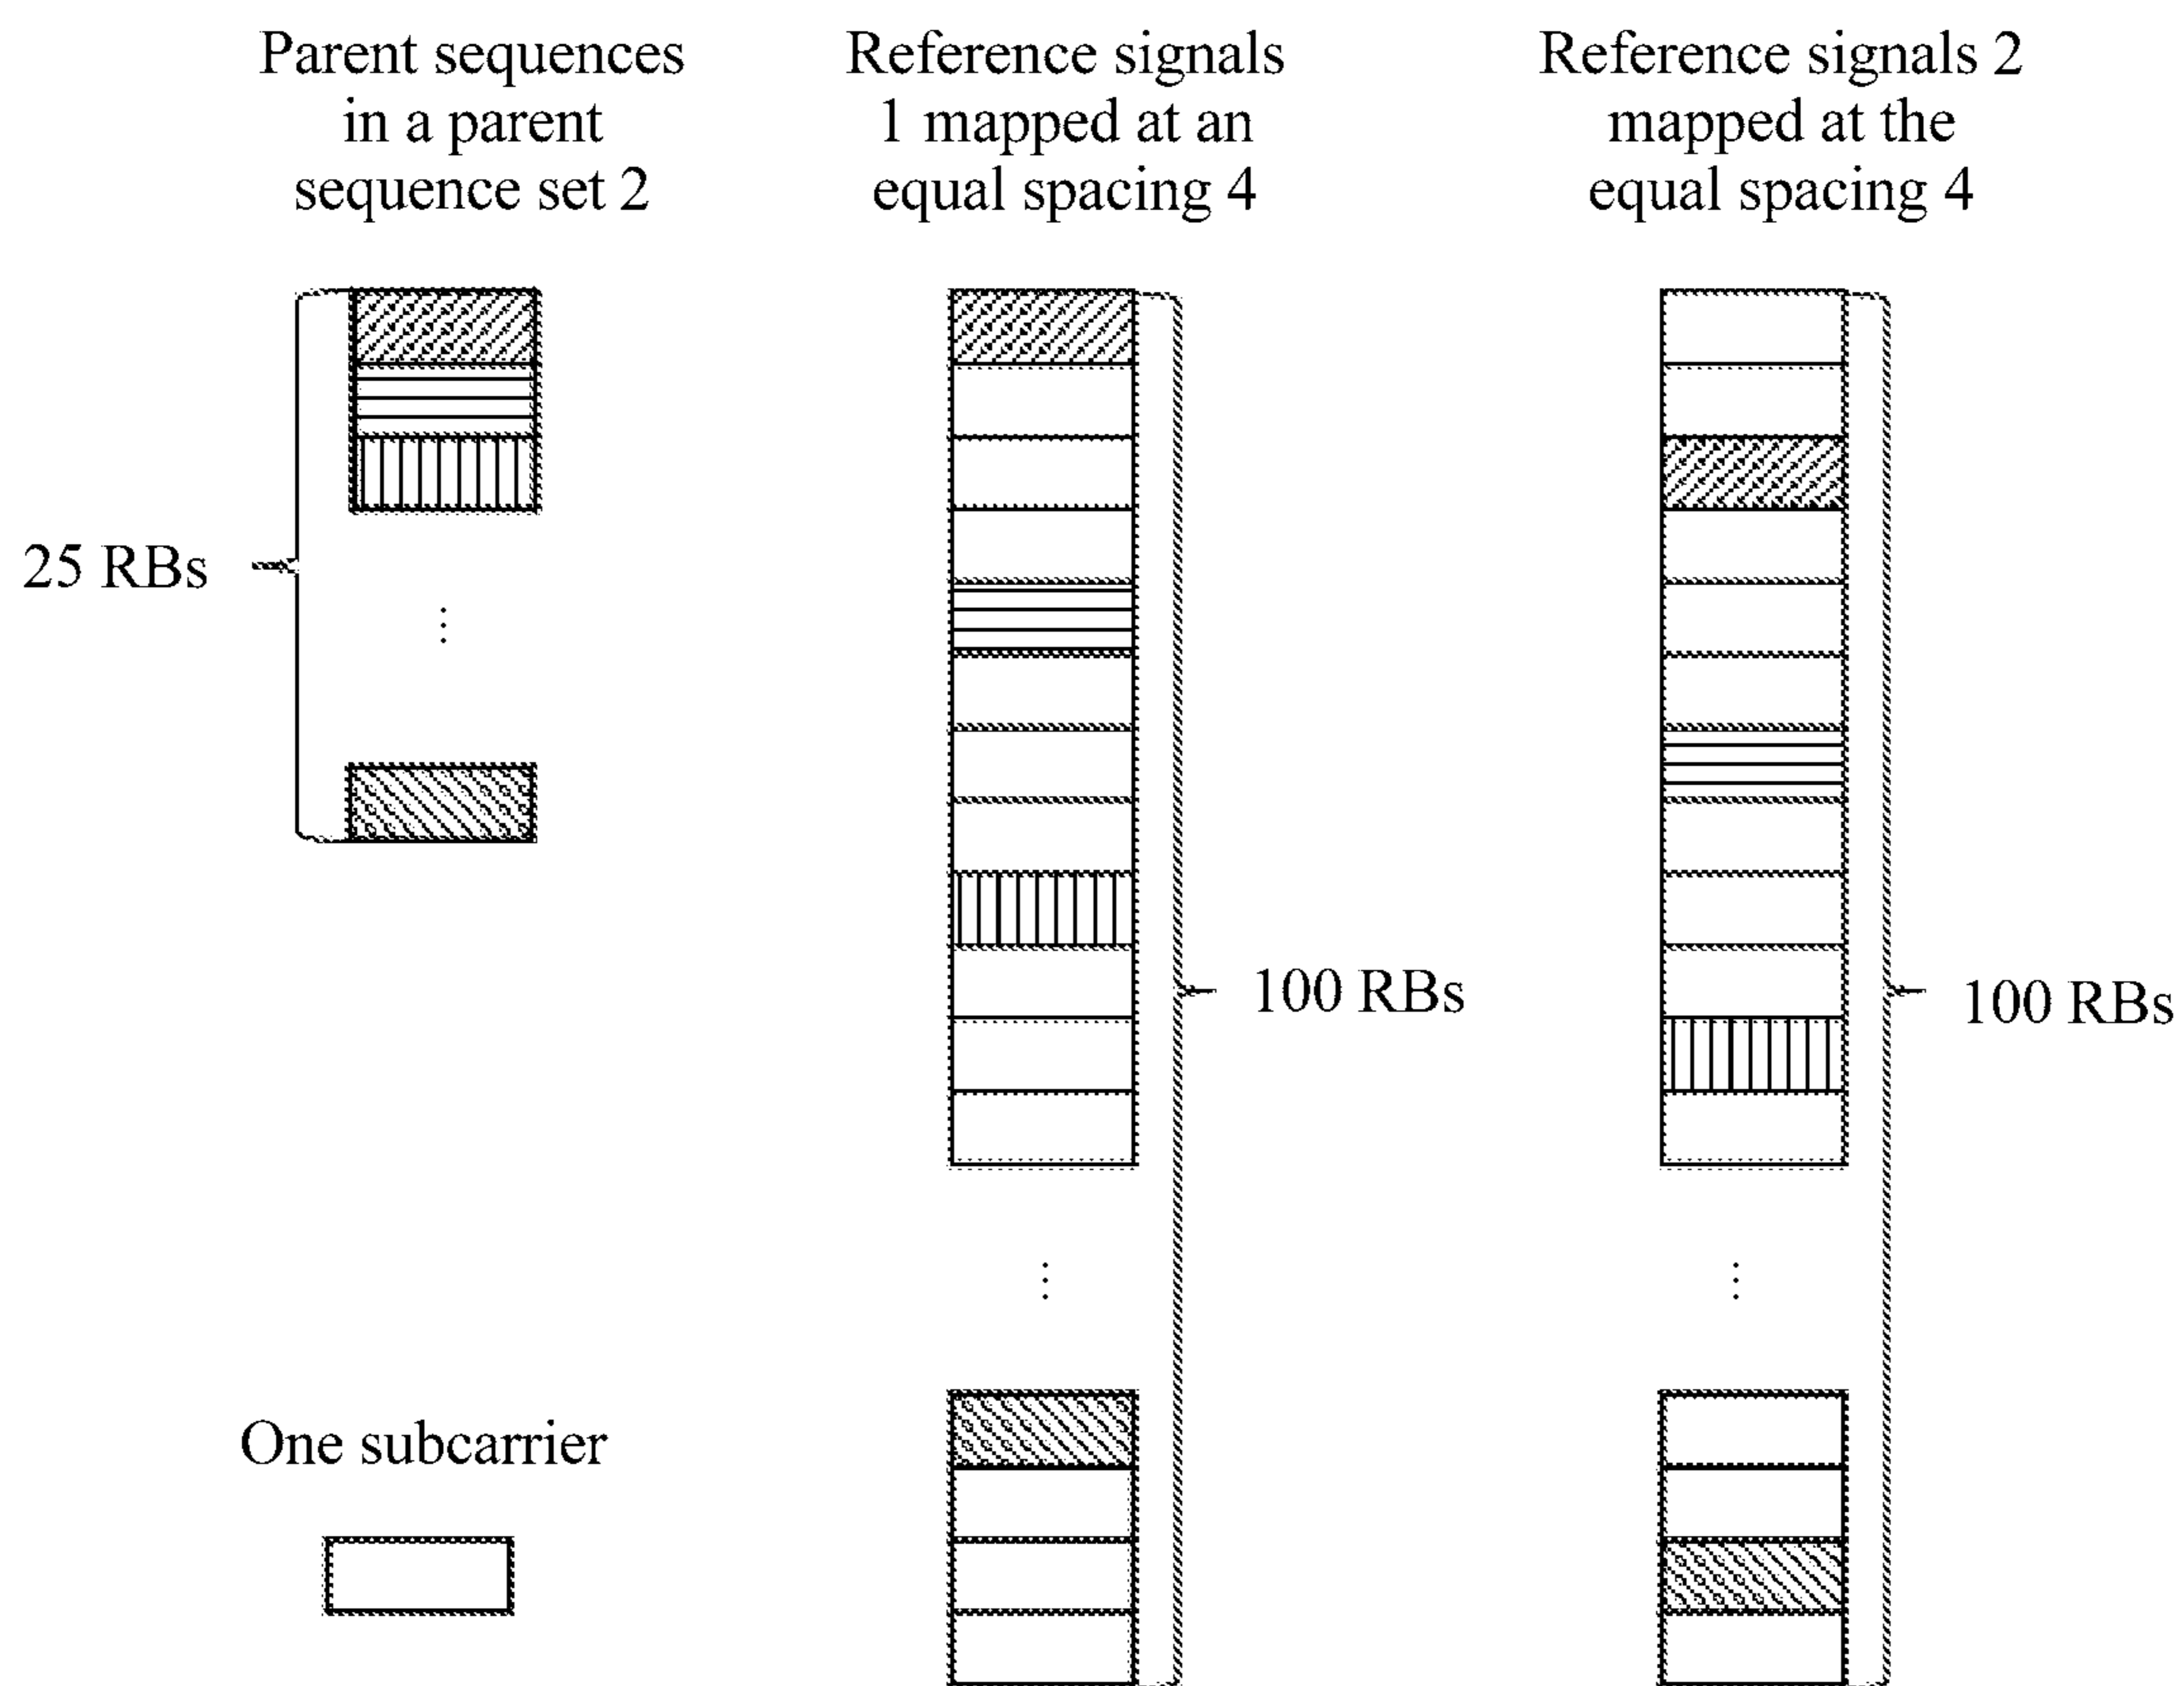 Parent sequences
in a parent
sequence set 2
Reference signals
1 mapped at an
equal spacing 4
Reference signals 2
mapped at the
equal spacing 4
25 RBs
⋮
100 RBs
100 RBs
⋮
⋮
One subcarrier